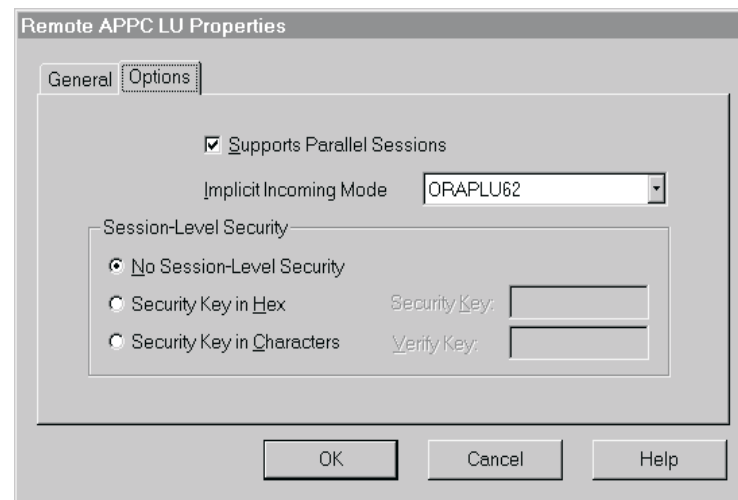 Remote APPC LU Properties
General Options
Supports Parallel Sessions
Implicit Incoming Mode ORAPLU62
Session-Level Security
No Session-Level Security
Security Key in Hex Security Key:
Security Key in Characters Verify Key:
OK Cancel Help